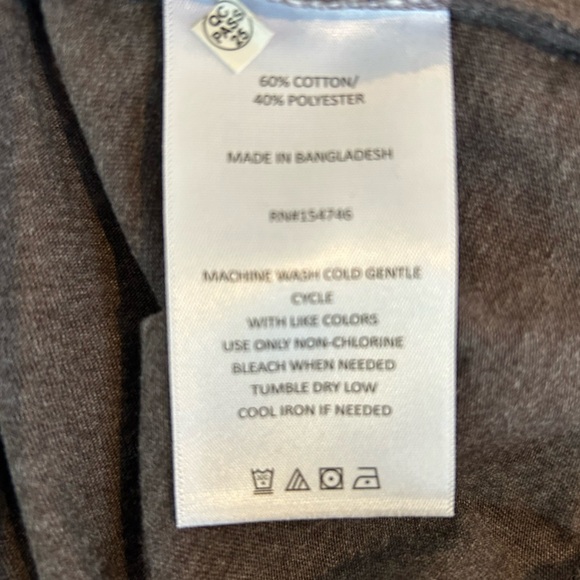 QC
PASS
25
60% COTTON/
40% POLYESTER
MADE IN BANGLADESH
RN#154746
MACHINE WASH COLD GENTLE
CYCLE
WITH LIKE COLORS
USE ONLY NON-CHLORINE
BLEACH WHEN NEEDED
TUMBLE DRY LOW
COOL IRON IF NEEDED